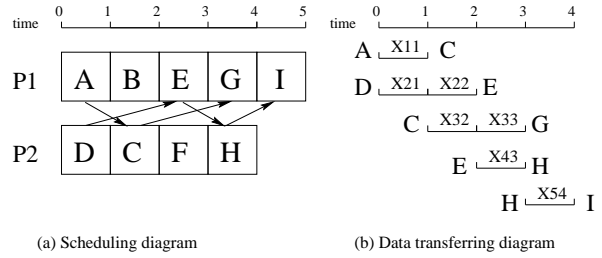 0 1 2 3 4 5
time
P1 A B E G I
P2 D C F H
(a) Scheduling diagram
0 1 2 3 4
time
A X11 C
D X21 X22 E
C X32 X33 G
E X43 H
H X54 I
(b) Data transferring diagram